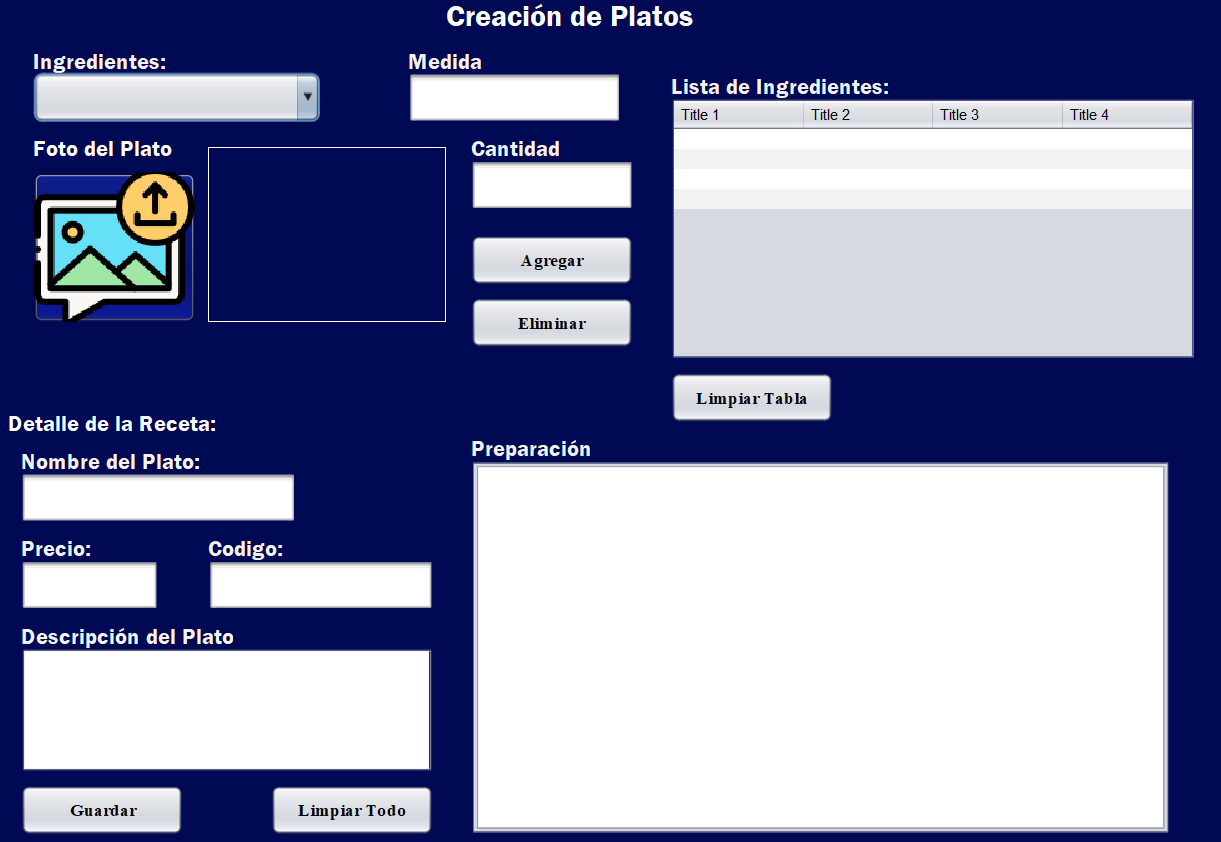 Creación de Platos
Ingredientes:
Medida
Lista de Ingredientes:
Title 1 Title 2 Title 3 Title 4
Foto del Plato
Cantidad
Agregar
Eliminar
Limpiar Tabla
Detalle de la Receta:
Nombre del Plato:
Preparación
Precio:
Codigo:
Descripción del Plato
Guardar
Limpiar Todo